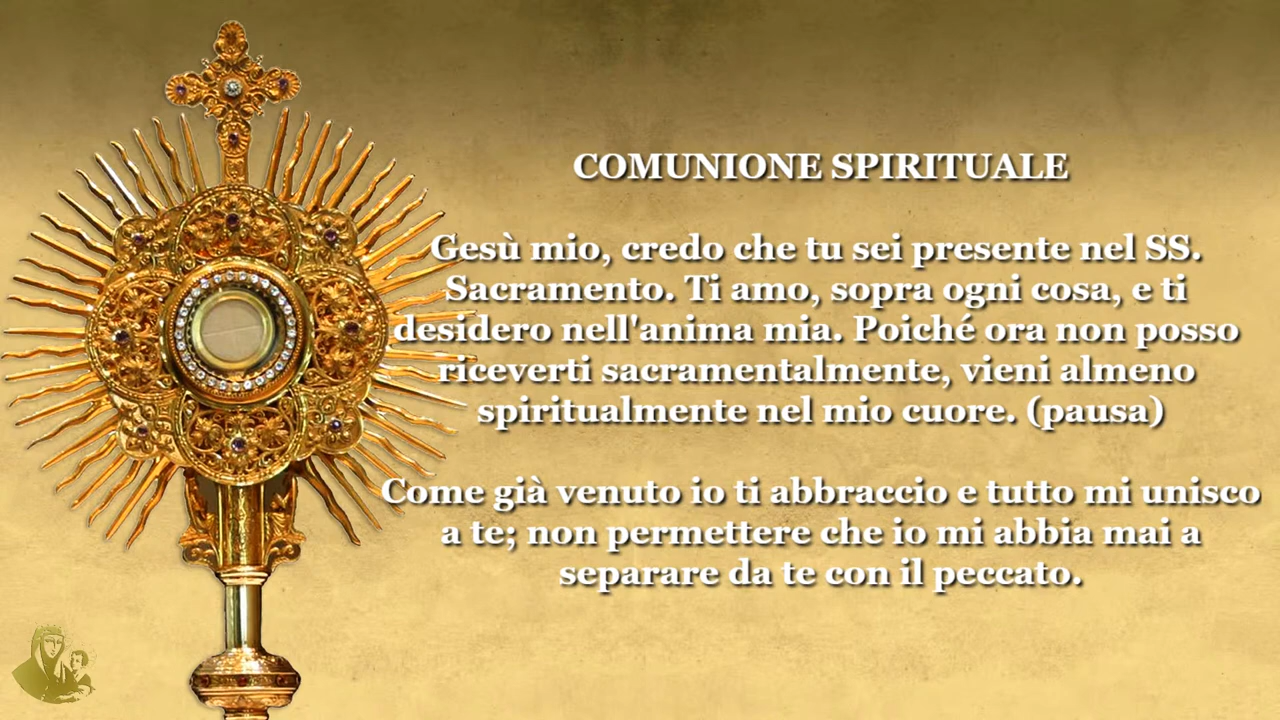 COMUNIONE SPIRITUALE
Gesù mio, credo che tu sei presente nel SS.
Sacramento. Ti amo, sopra ogni cosa, e ti
desidero nell'anima mia. Poiché ora non posso
riceverti sacramentalmente, vieni almeno
spiritualmente nel mio cuore. (pausa)
Come già venuto io ti abbraccio e tutto mi unisco
a te; non permettere che io mi abbia mai a
separare da te con il peccato.